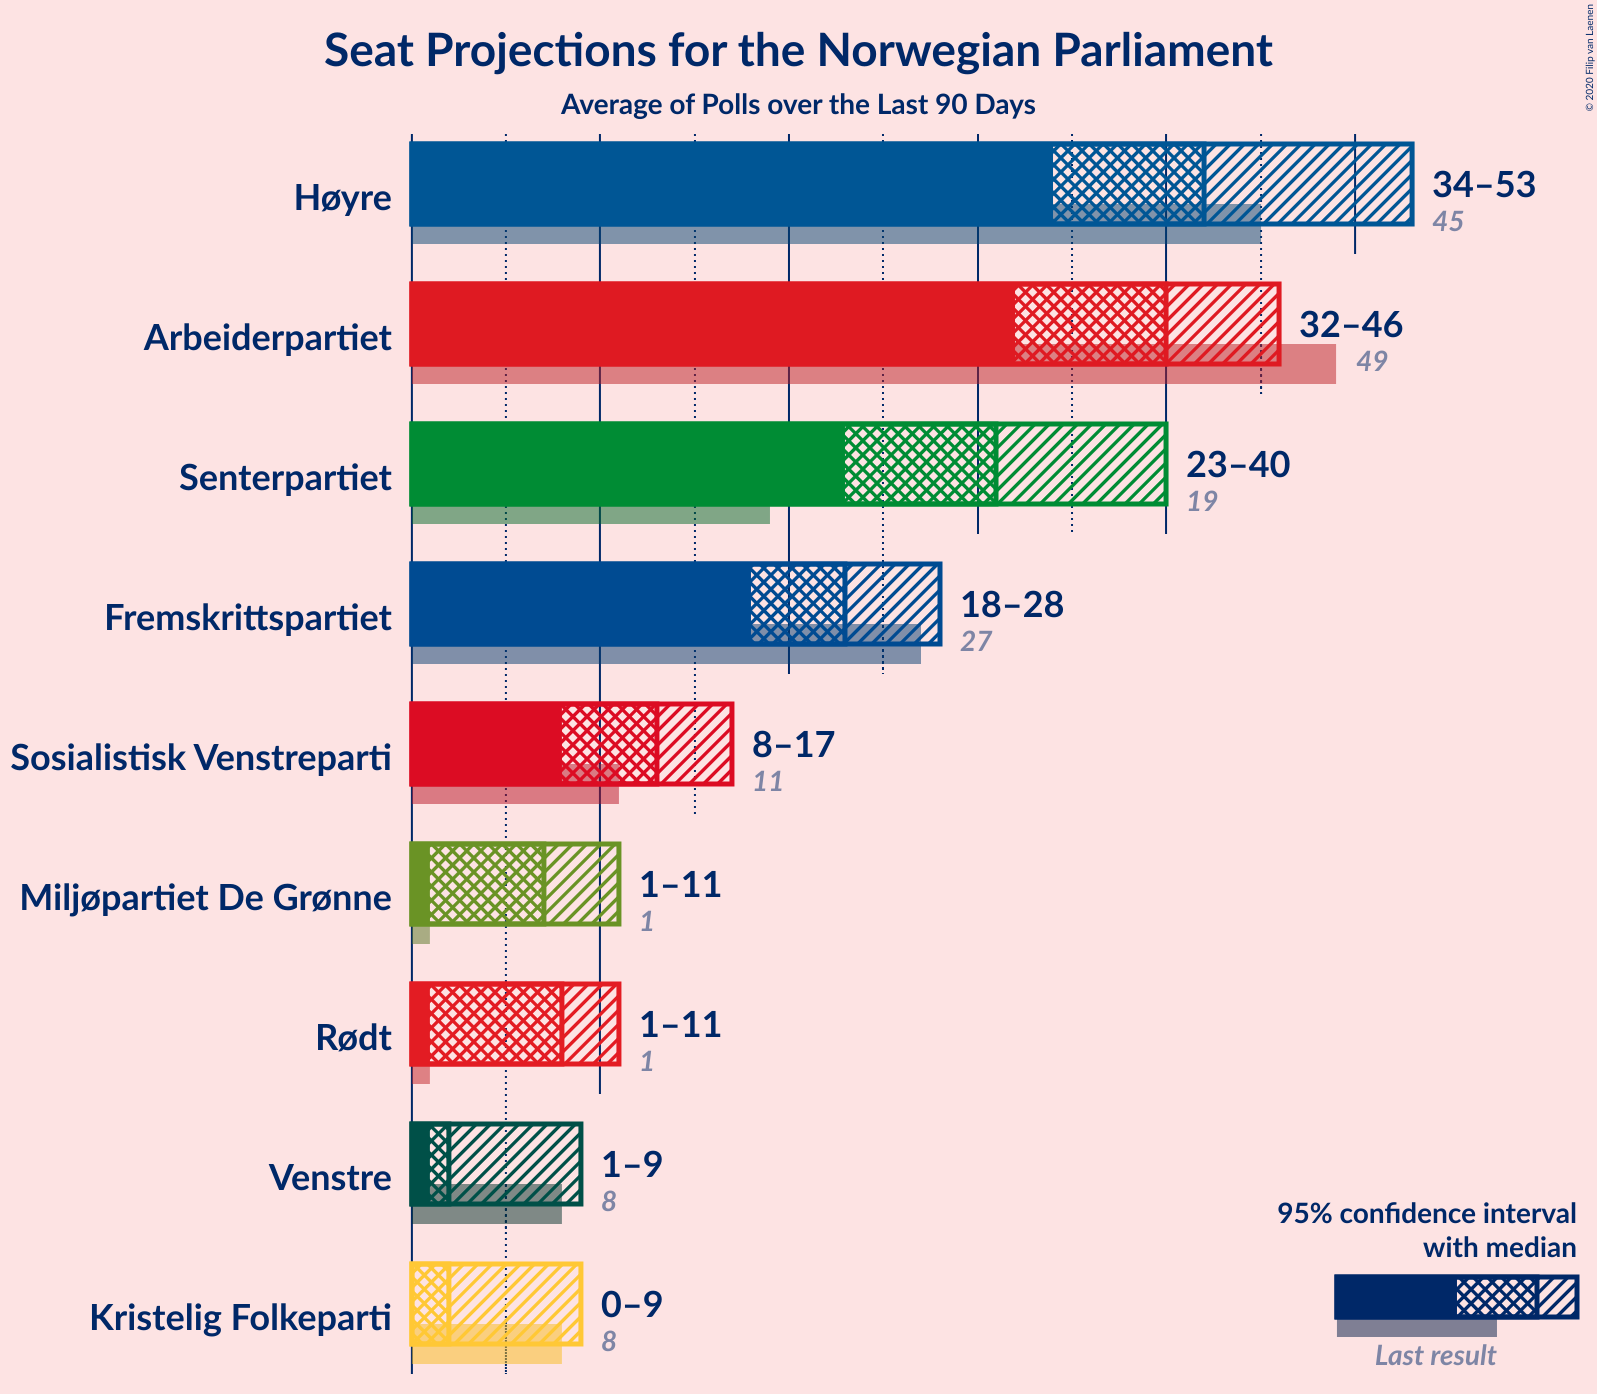 Seat Projections for the Norwegian Parliament
Average of Polls over the Last 90 Days
© 2020 Filip van Laenen
Høyre
34–53
45
Arbeiderpartiet
32–46
49
Senterpartiet
23–40
19
Fremskrittspartiet
18–28
27
Sosialistisk Venstreparti
8–17
11
Miljøpartiet De Grønne
1–11
1
Rødt
1–11
1
Venstre
1–9
8
Kristelig Folkeparti
0–9
8
95% confidence interval
with median
Last result